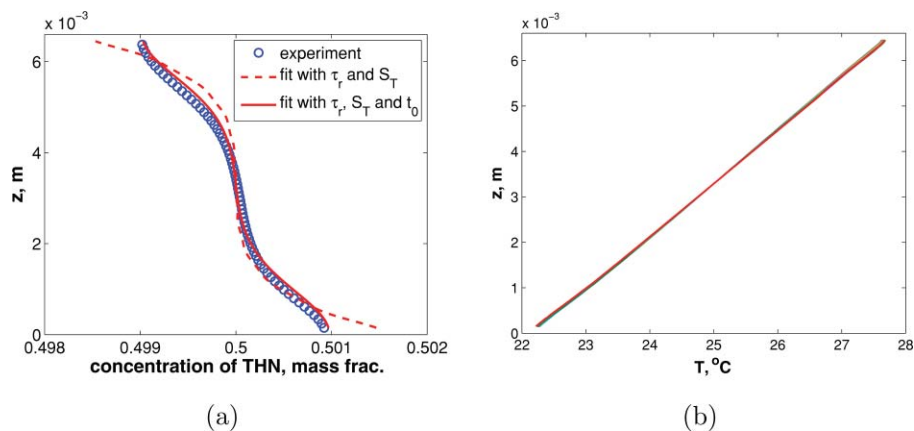 x 10⁻³
6
4
2
0
z, m
0.498 0.499 0.5 0.501 0.502
concentration of THN, mass frac.
experiment
fit with τr and ST
fit with τr, ST and t0
(a)
x 10⁻³
6
5
4
3
2
1
0
z, m
22 23 24 25 26 27 28
T, °C
(b)